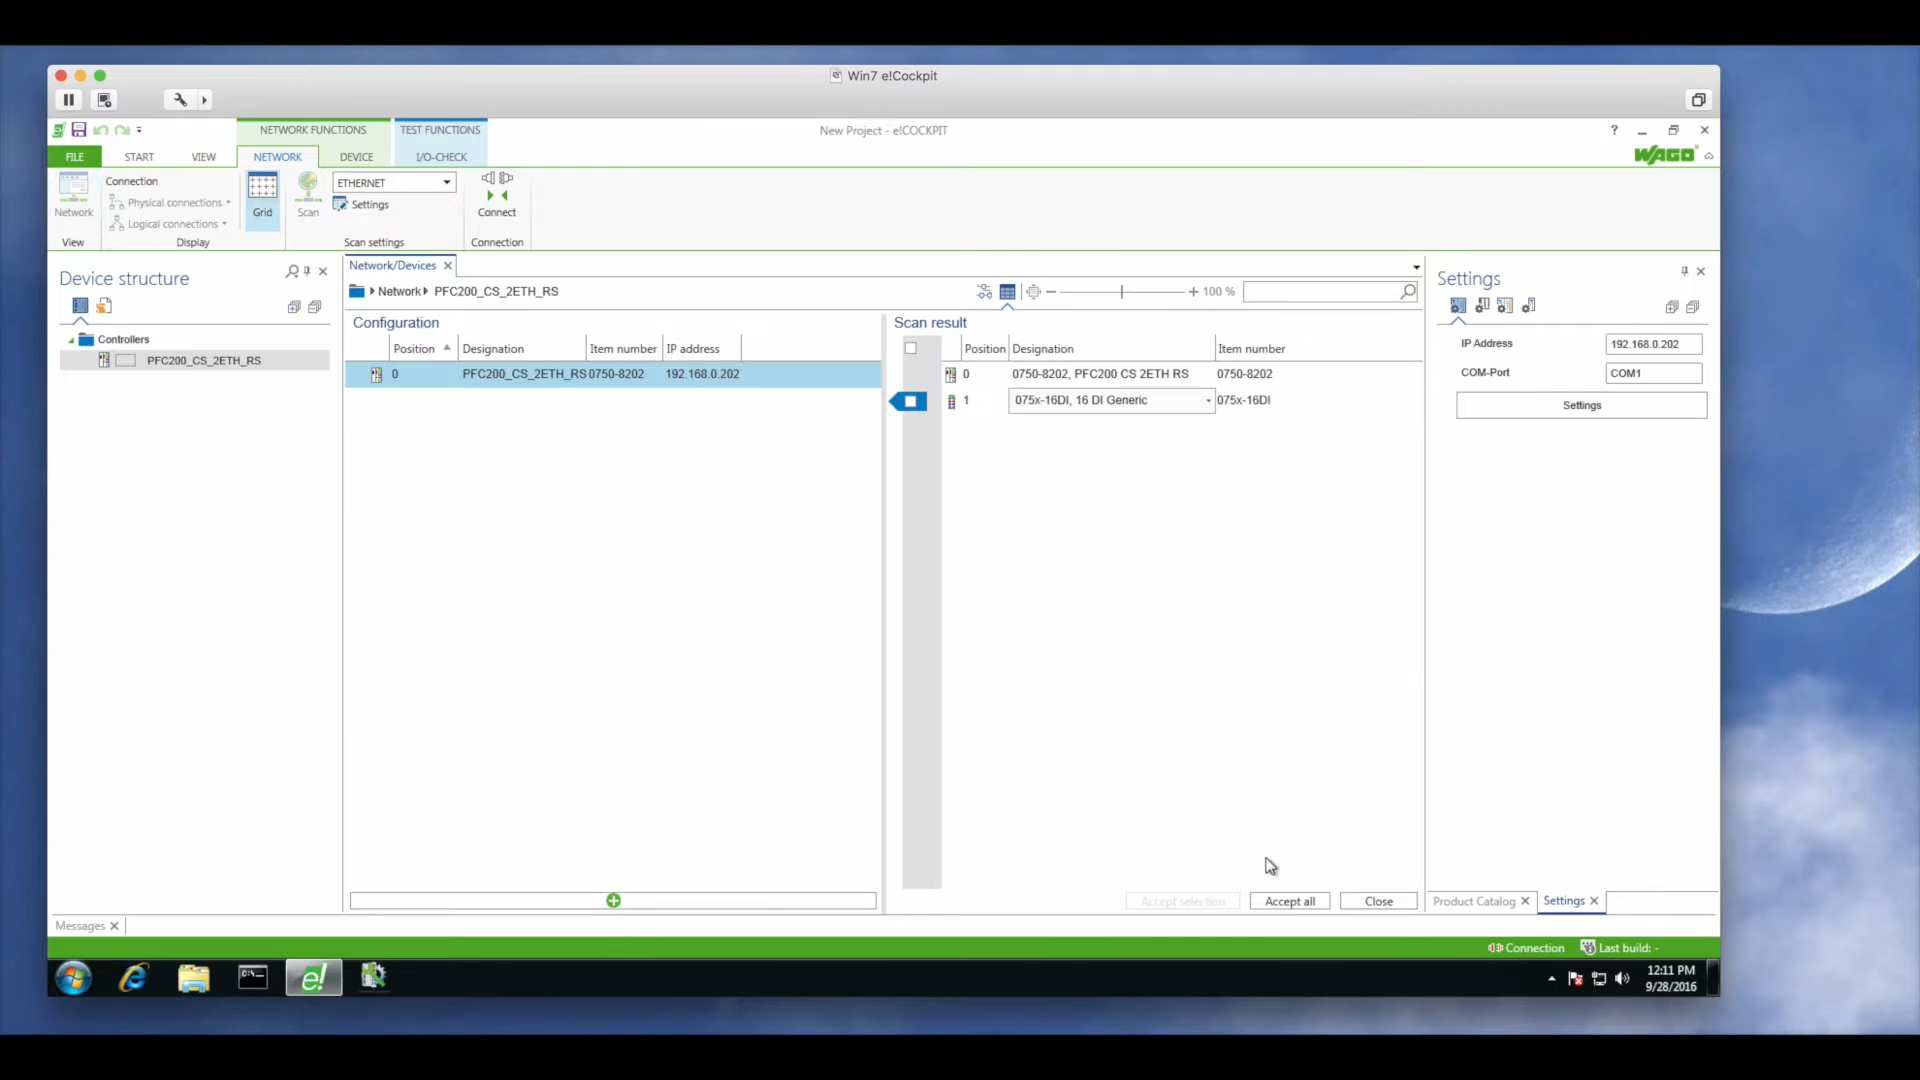 Win7 e!Cockpit
NETWORK FUNCTIONS
TEST FUNCTIONS
New Project - e!COCKPIT
?
FILE
START
VIEW
NETWORK
DEVICE
I/O-CHECK
WAGO
Network
View
Connection
Physical connections
Logical connections
Display
Grid
Scan
ETHERNET
Settings
Scan settings
Connect
Connection
Device structure
Controllers
PFC200_CS_2ETH_RS
Network/Devices
Network
PFC200_CS_2ETH_RS
100 %
Configuration
Position
Designation
Item number
IP address
0
PFC200_CS_2ETH_RS
0750-8202
192.168.0.202
Scan result
Position
Designation
Item number
0
0750-8202, PFC200 CS 2ETH RS
0750-8202
1
075x-16DI, 16 DI Generic
075x-16DI
Accept selection
Accept all
Close
Settings
IP Address
192.168.0.202
COM-Port
COM1
Settings
Product Catalog
Settings
Messages
Connection
Last build: -
C:\_
e!
12:11 PM
9/28/2016